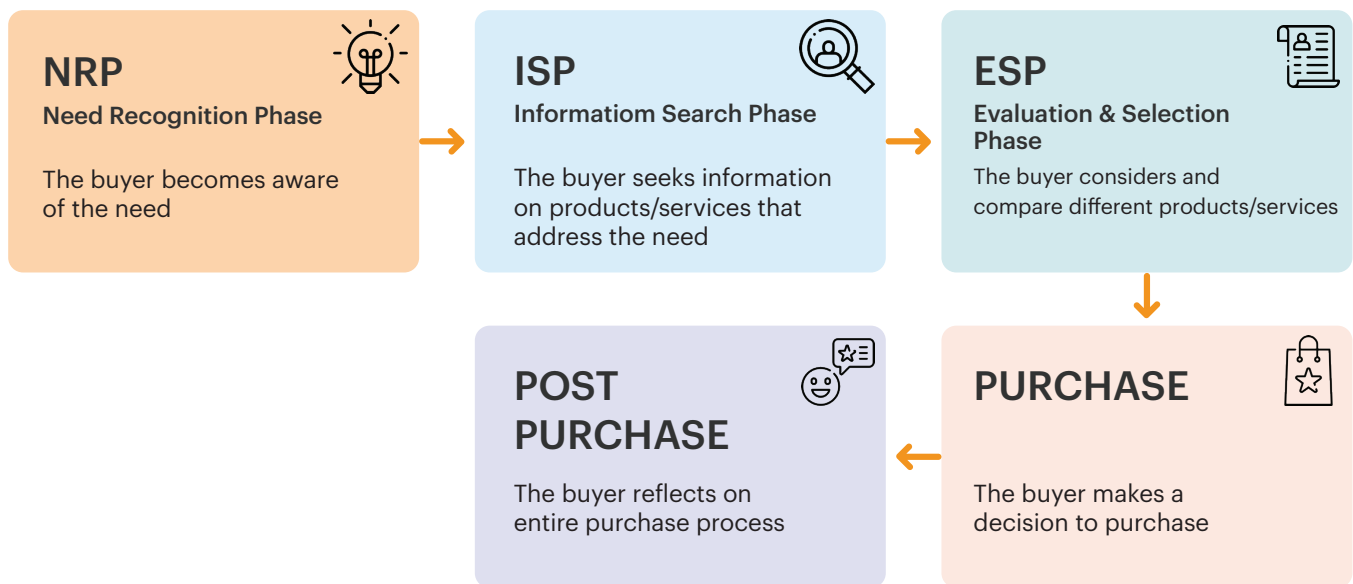 NRP
Need Recognition Phase
The buyer becomes aware
of the need
ISP
Informatiom Search Phase
The buyer seeks information
on products/services that
address the need
ESP
Evaluation & Selection
Phase
The buyer considers and
compare different products/services
PURCHASE
The buyer makes a
decision to purchase
POST
PURCHASE
The buyer reflects on
entire purchase process